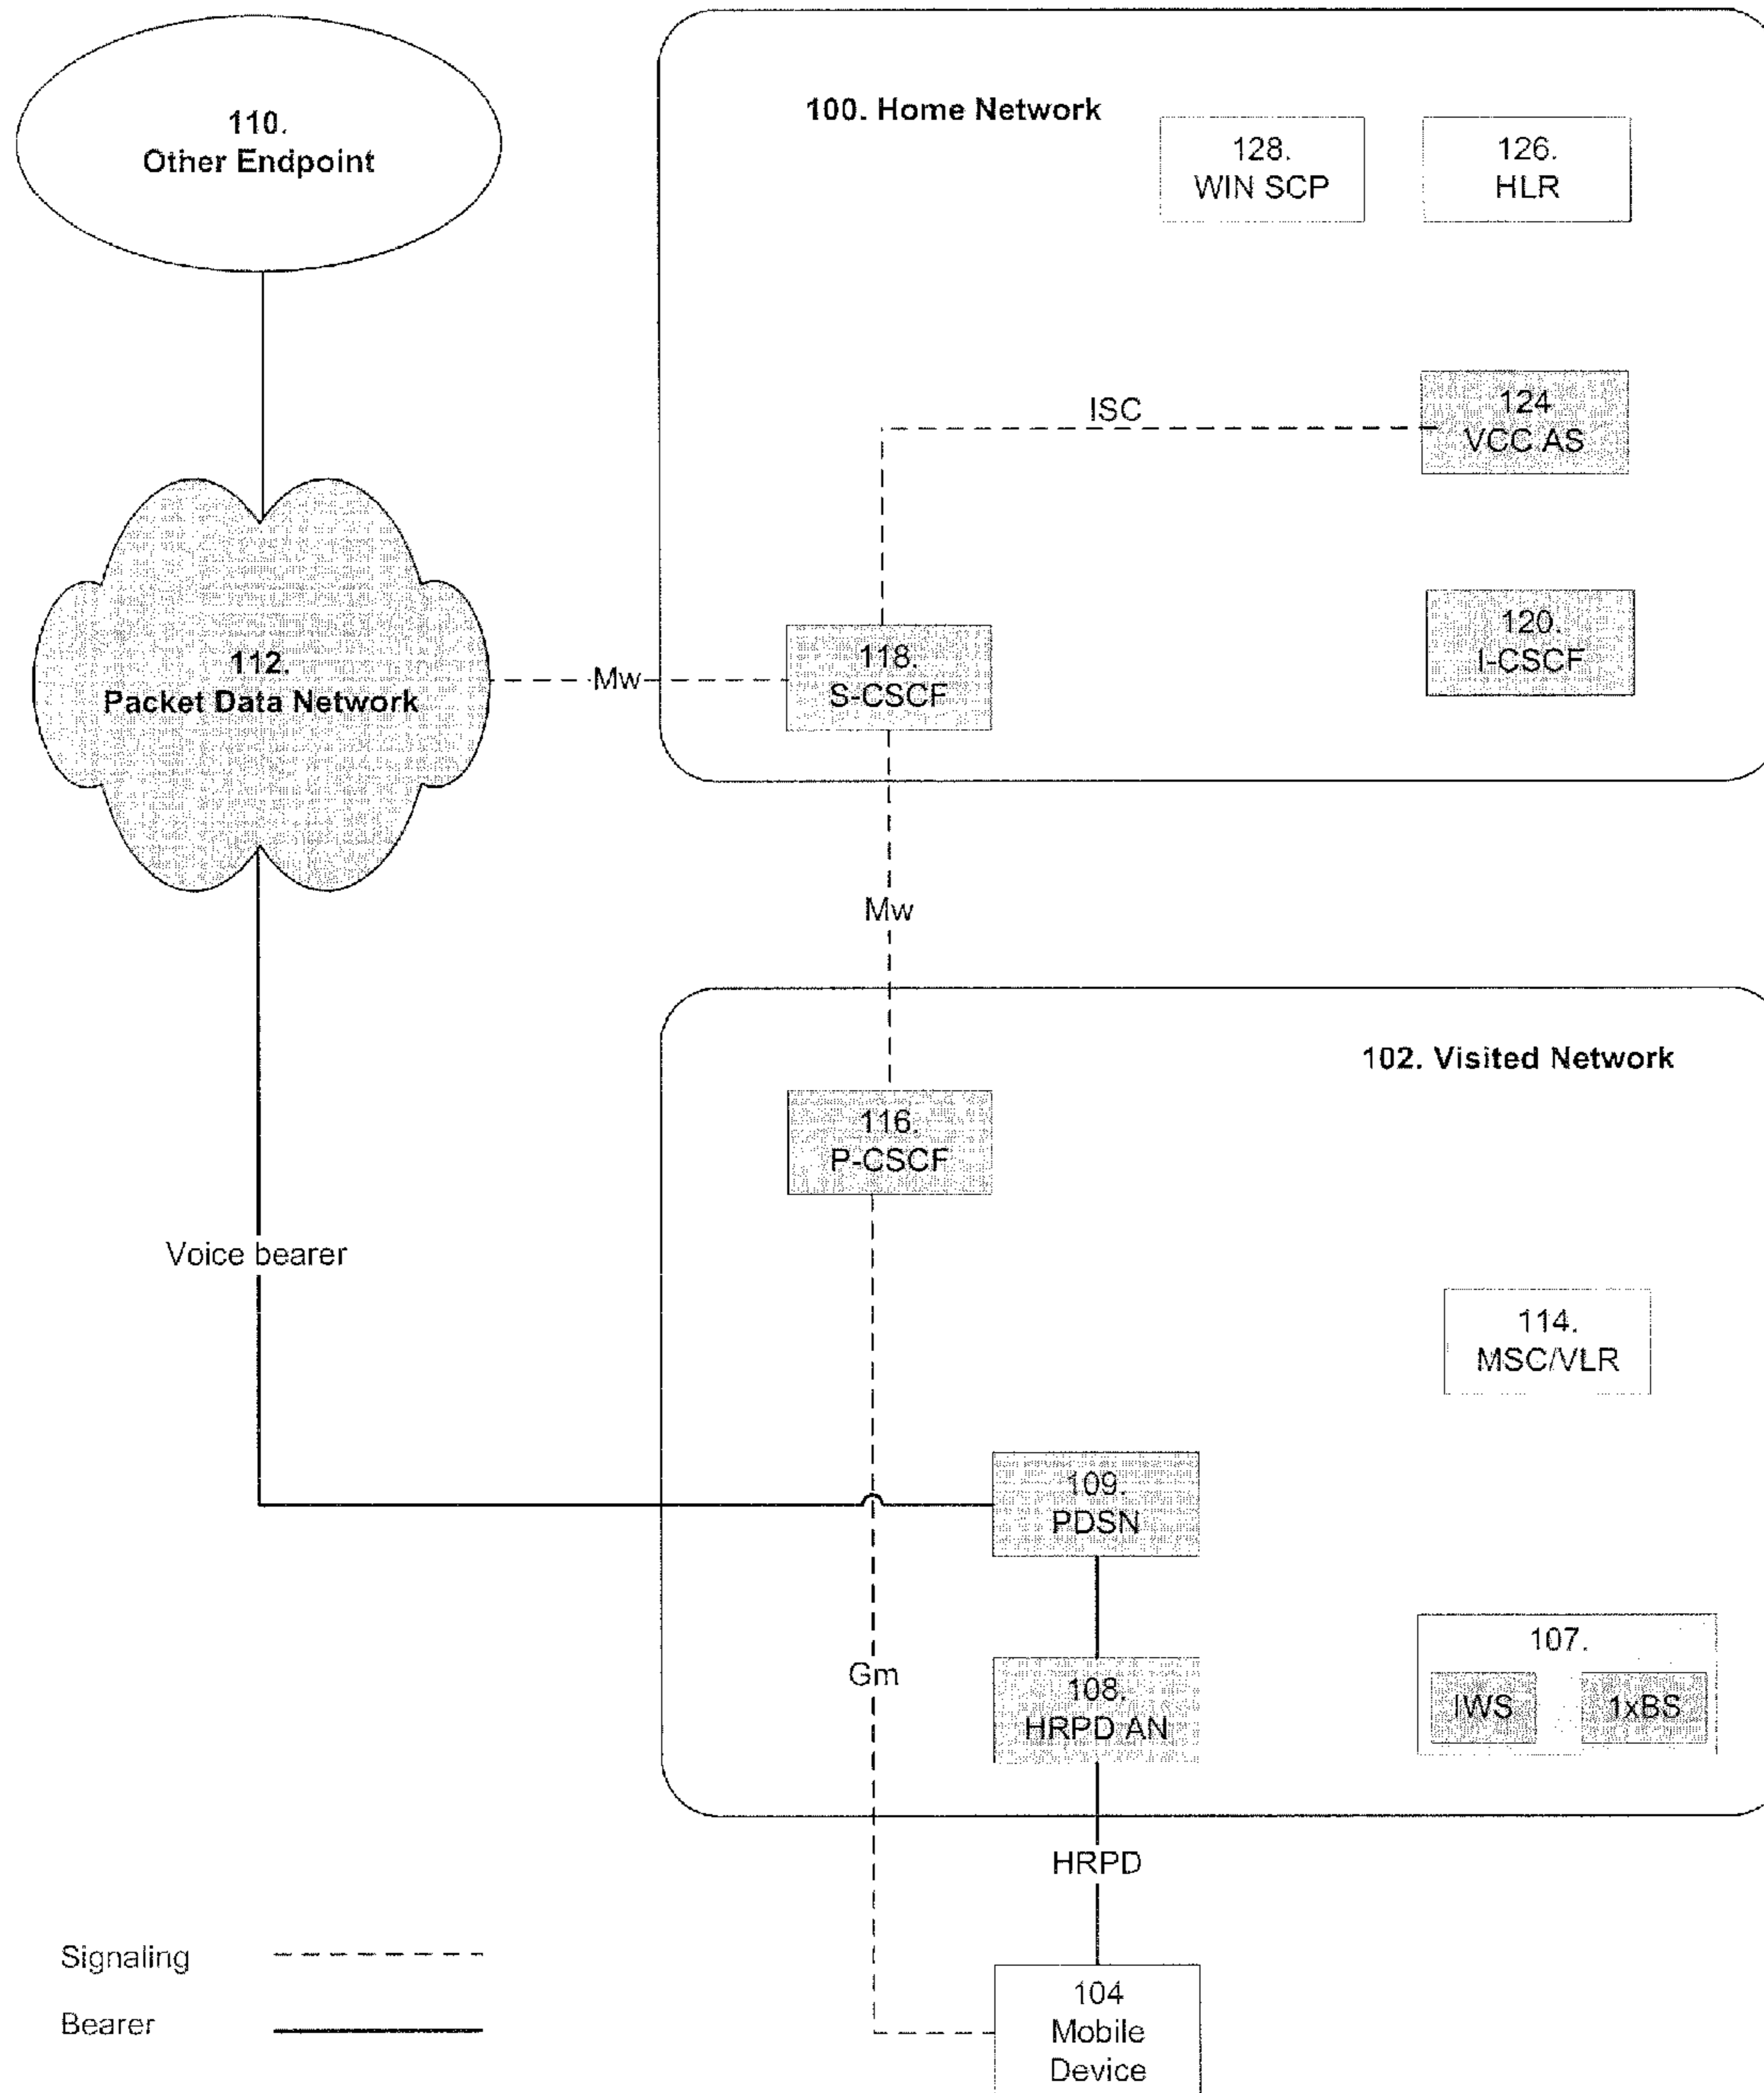 110.
Other Endpoint
100. Home Network
128.
WIN SCP
126.
HLR
ISC
124
VCC AS
112.
Packet Data Network
Mw
118.
S-CSCF
120.
I-CSCF
Mw
102. Visited Network
116.
P-CSCF
Voice bearer
114.
MSC/VLR
109.
PDSN
Gm
108.
HRPD AN
107.
IWS
1xBS
HRPD
Signaling
Bearer
104
Mobile
Device